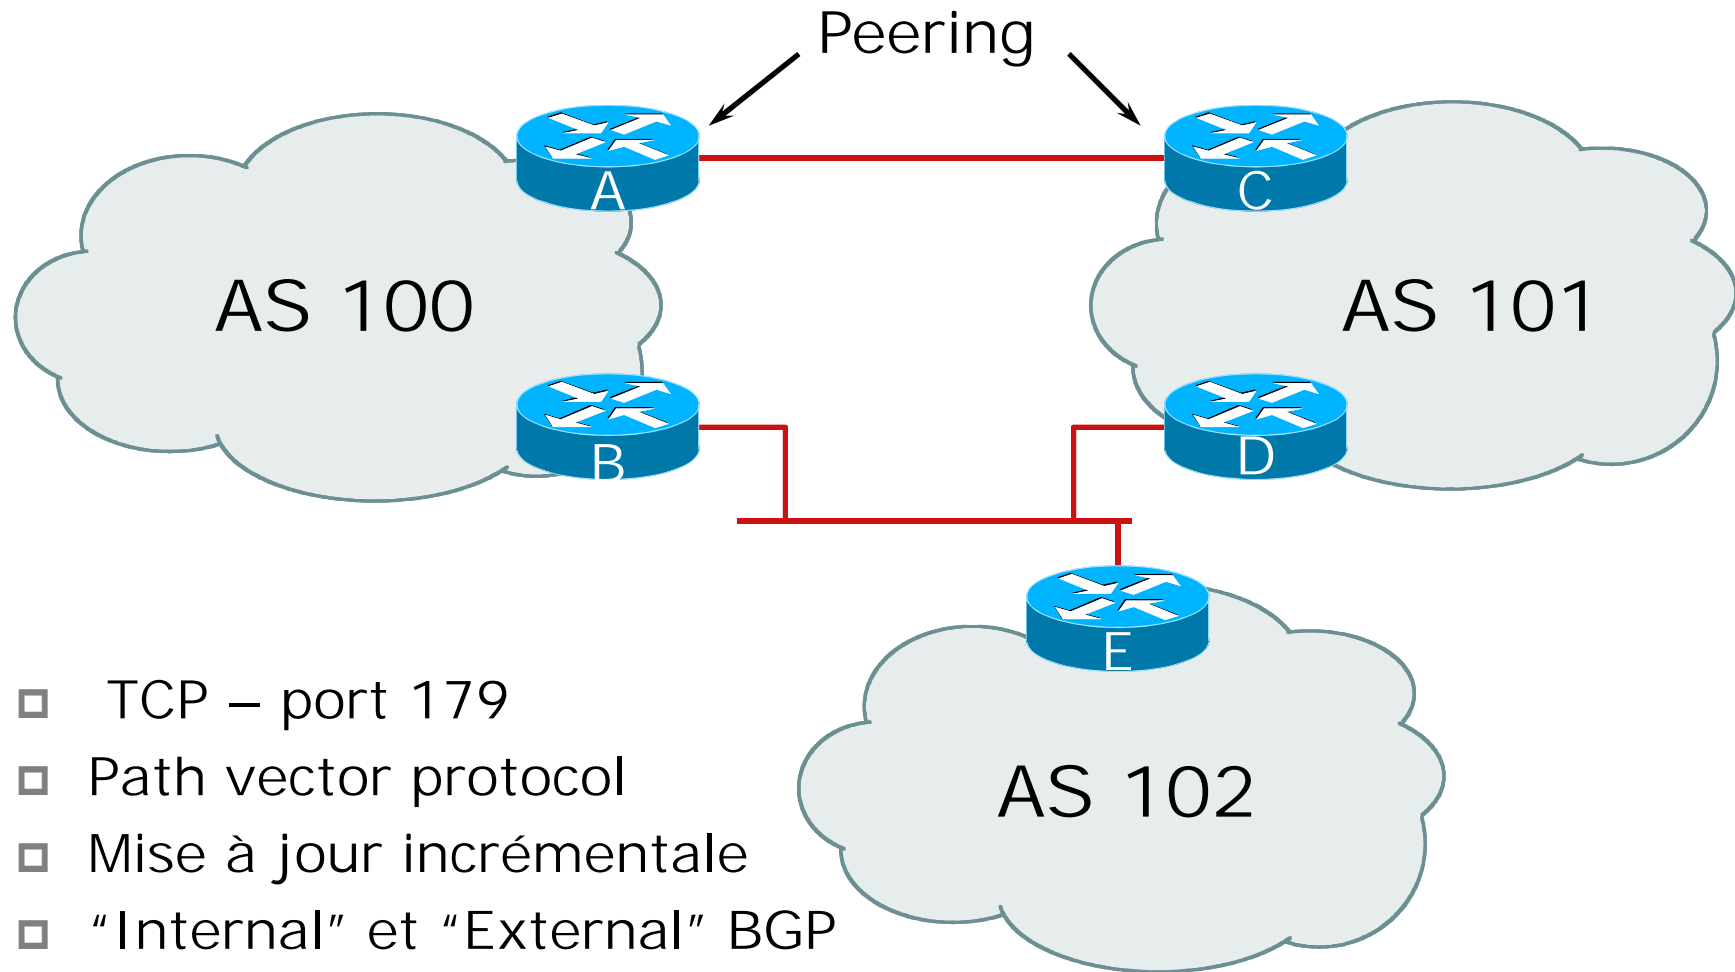 Peering
A
C
AS 100
AS 101
B
D
E
AS 102
TCP – port 179
Path vector protocol
Mise à jour incrémentale
“Internal” et “External” BGP